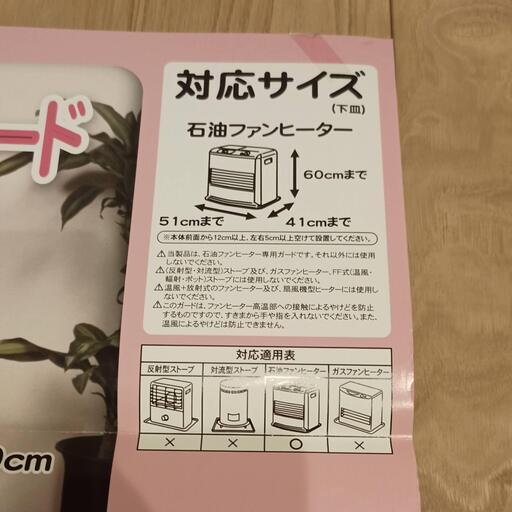 ード
対応サイズ
(下皿)
石油ファンヒーター
60cmまで
51cmまで
41cmまで
※本体前面から12cm以上、左右5cm以上空けて設置してください。
⚠当製品は、石油ファンヒーター専用ガードです。それ以外には使用
しないでください。
⚠(反射型・対流型)ストーブ及び、ガスファンヒーター、FF式(温風・
輻射・ポット)ストーブには使用しないでください。
⚠温風+放射式のファンヒーター及び、扇風機型ヒーターには使用し
ないでください。
⚠このガードは、ファンヒーター高温部への接触によるやけどを防止
するものですので、すきまから手や指を入れないでください。また、
温風によるやけどは防止できません。
対応適用表
反射型ストーブ 対流型ストーブ 石油ファンヒーター ガスファンヒーター
× × ○ ×
0cm